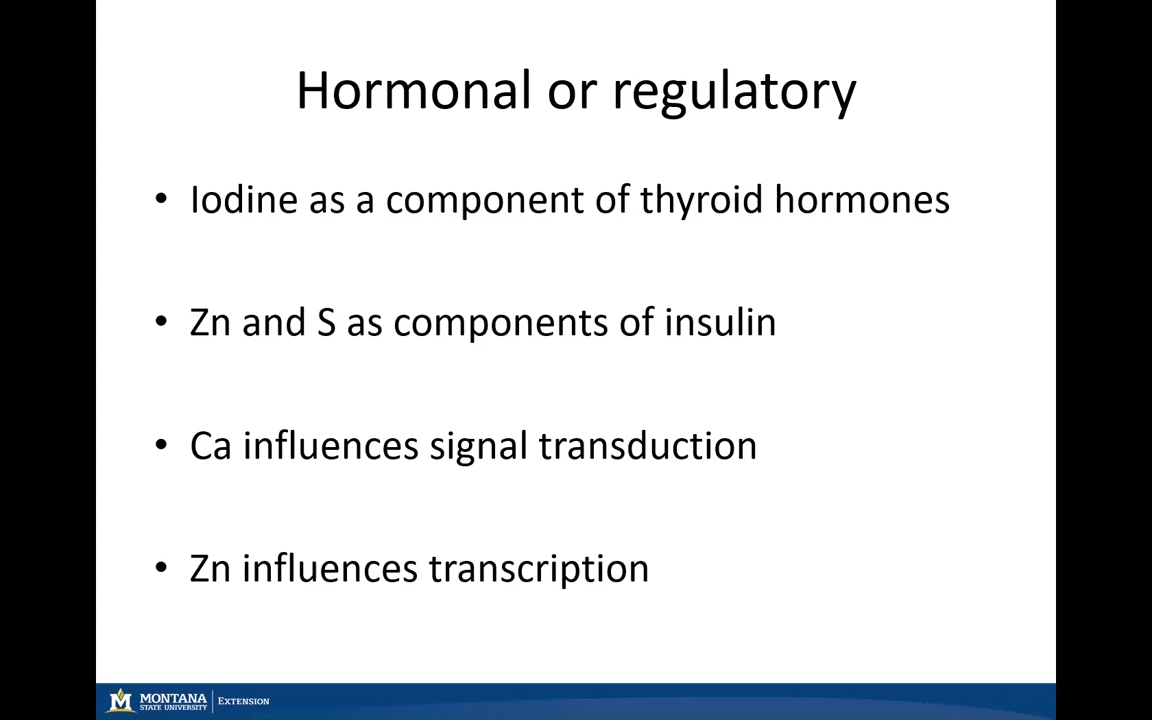 Hormonal or regulatory
• Iodine as a component of thyroid hormones
• Zn and S as components of insulin
• Ca influences signal transduction
• Zn influences transcription
M MONTANA STATE UNIVERSITY | EXTENSION